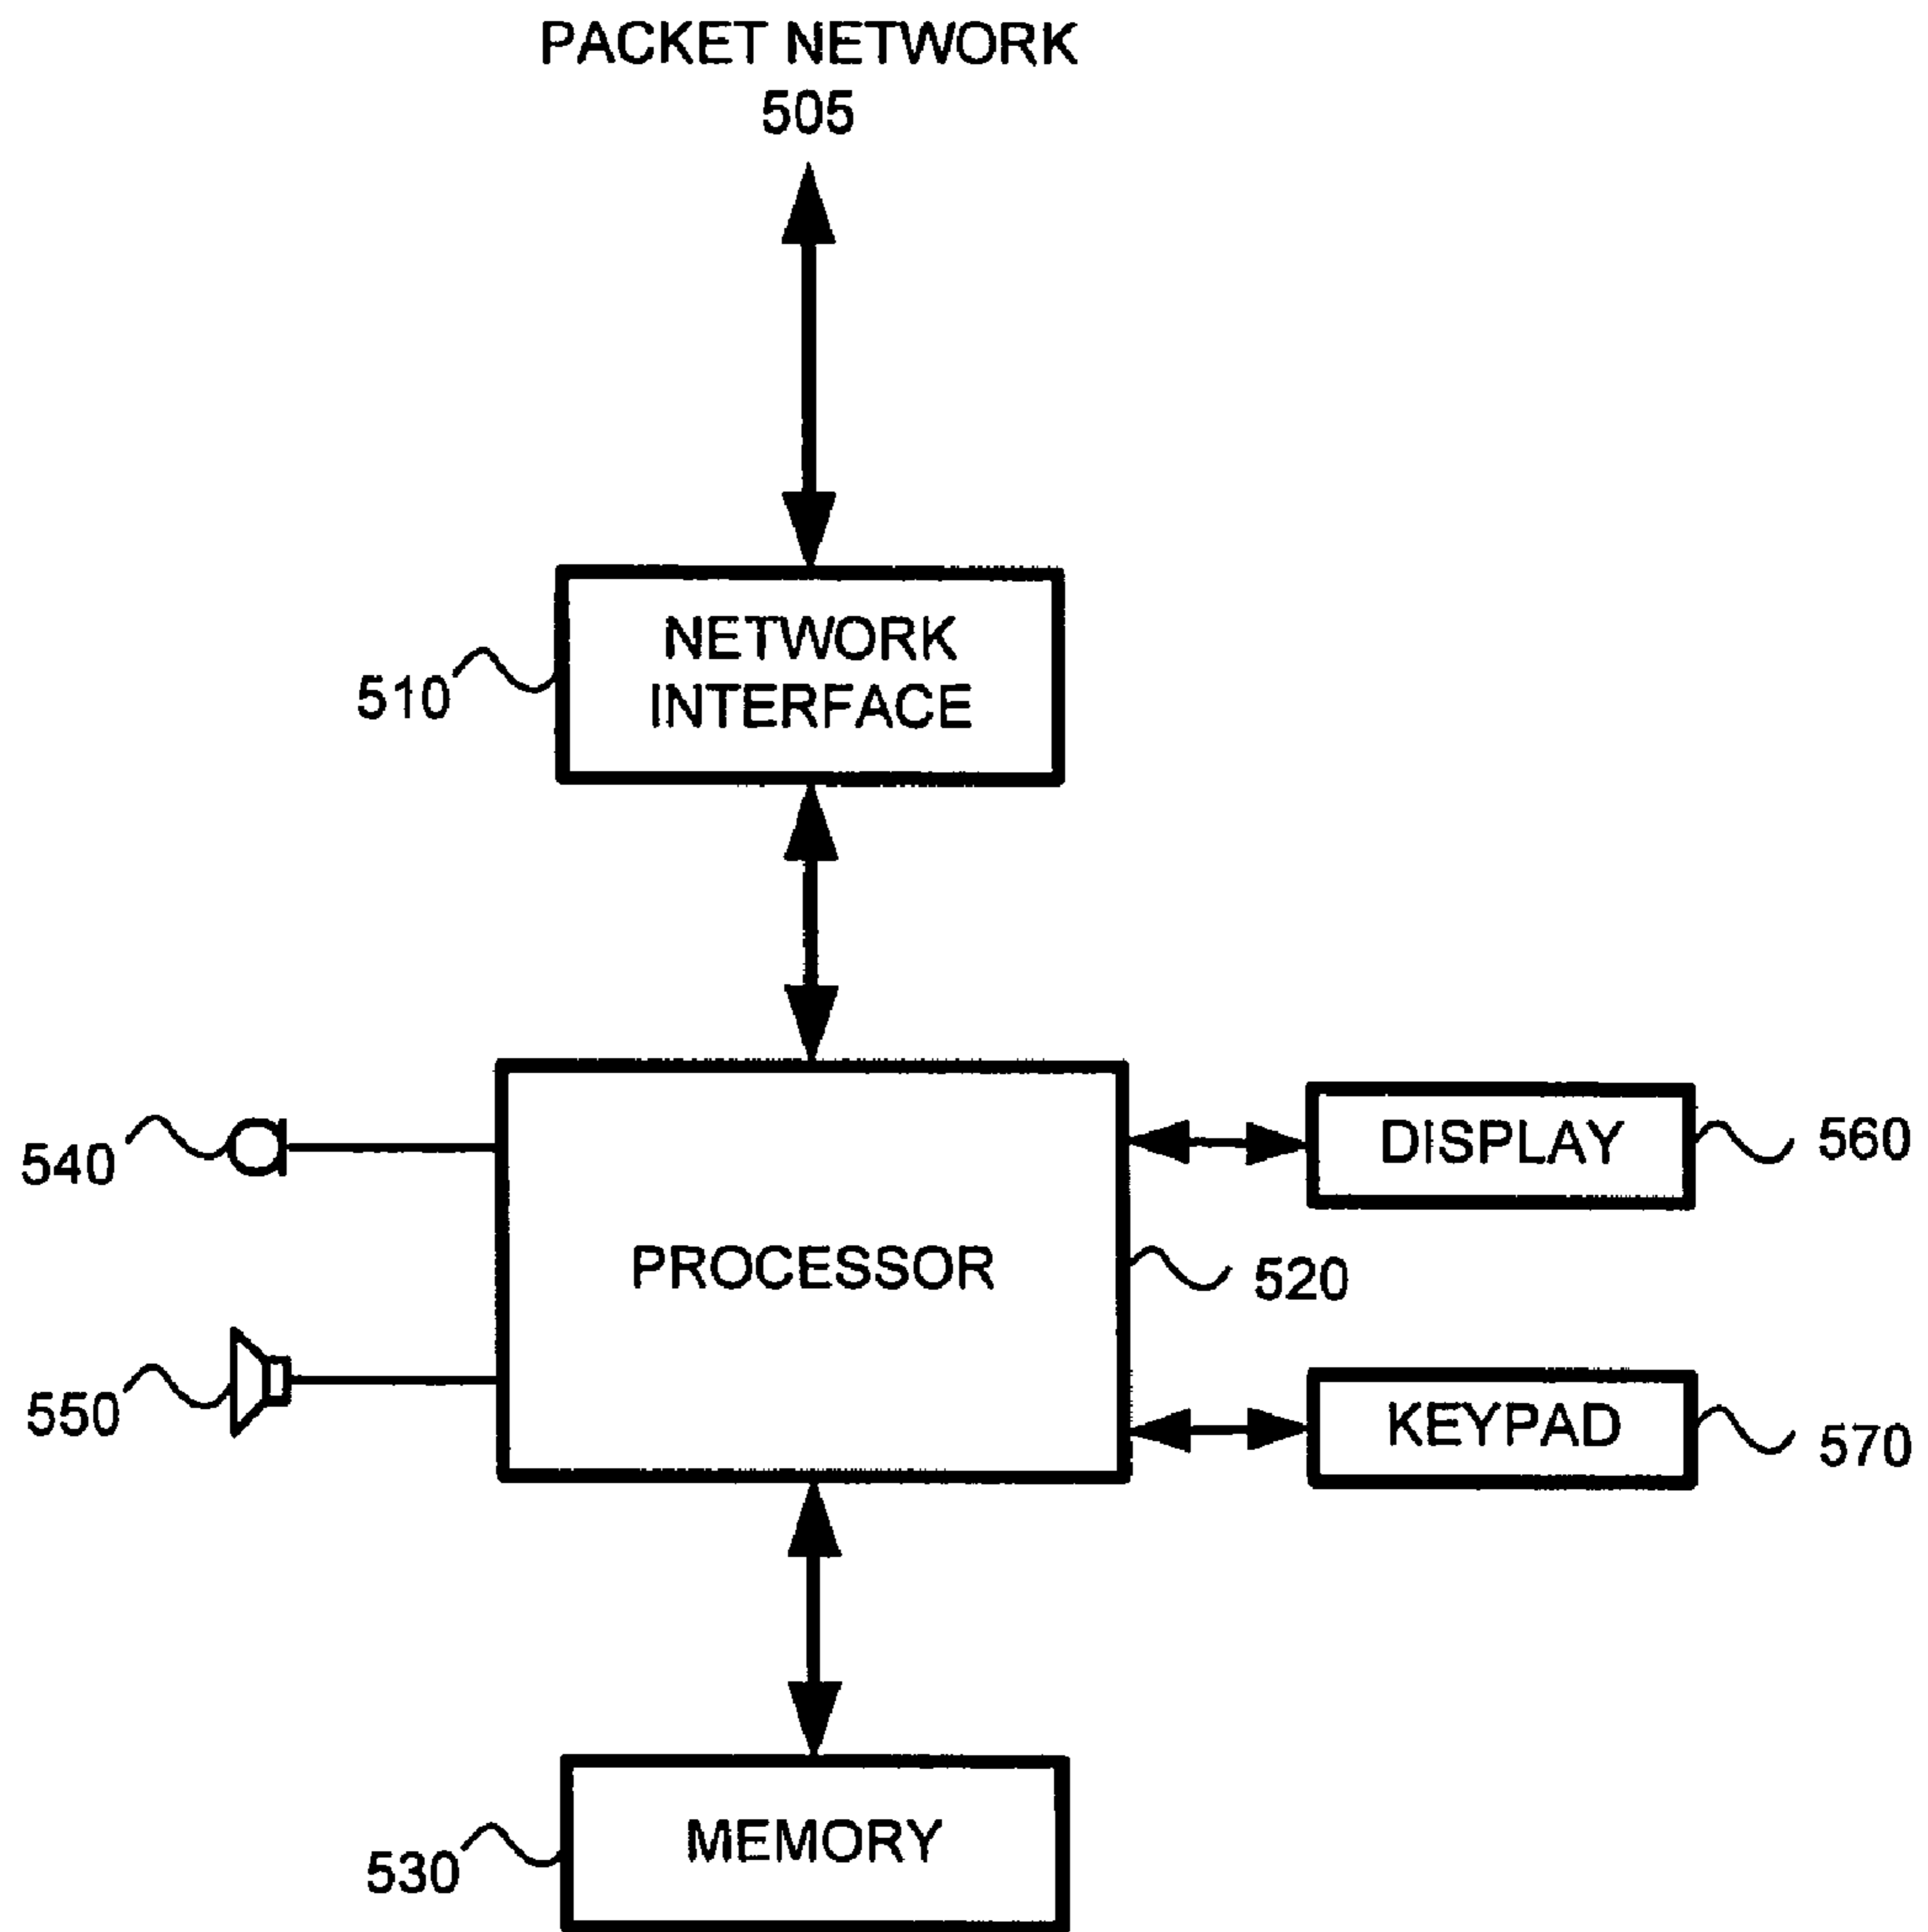 PACKET NETWORK
505
NETWORK
INTERFACE
510
540
DISPLAY
560
PROCESSOR
520
550
KEYPAD
570
MEMORY
530